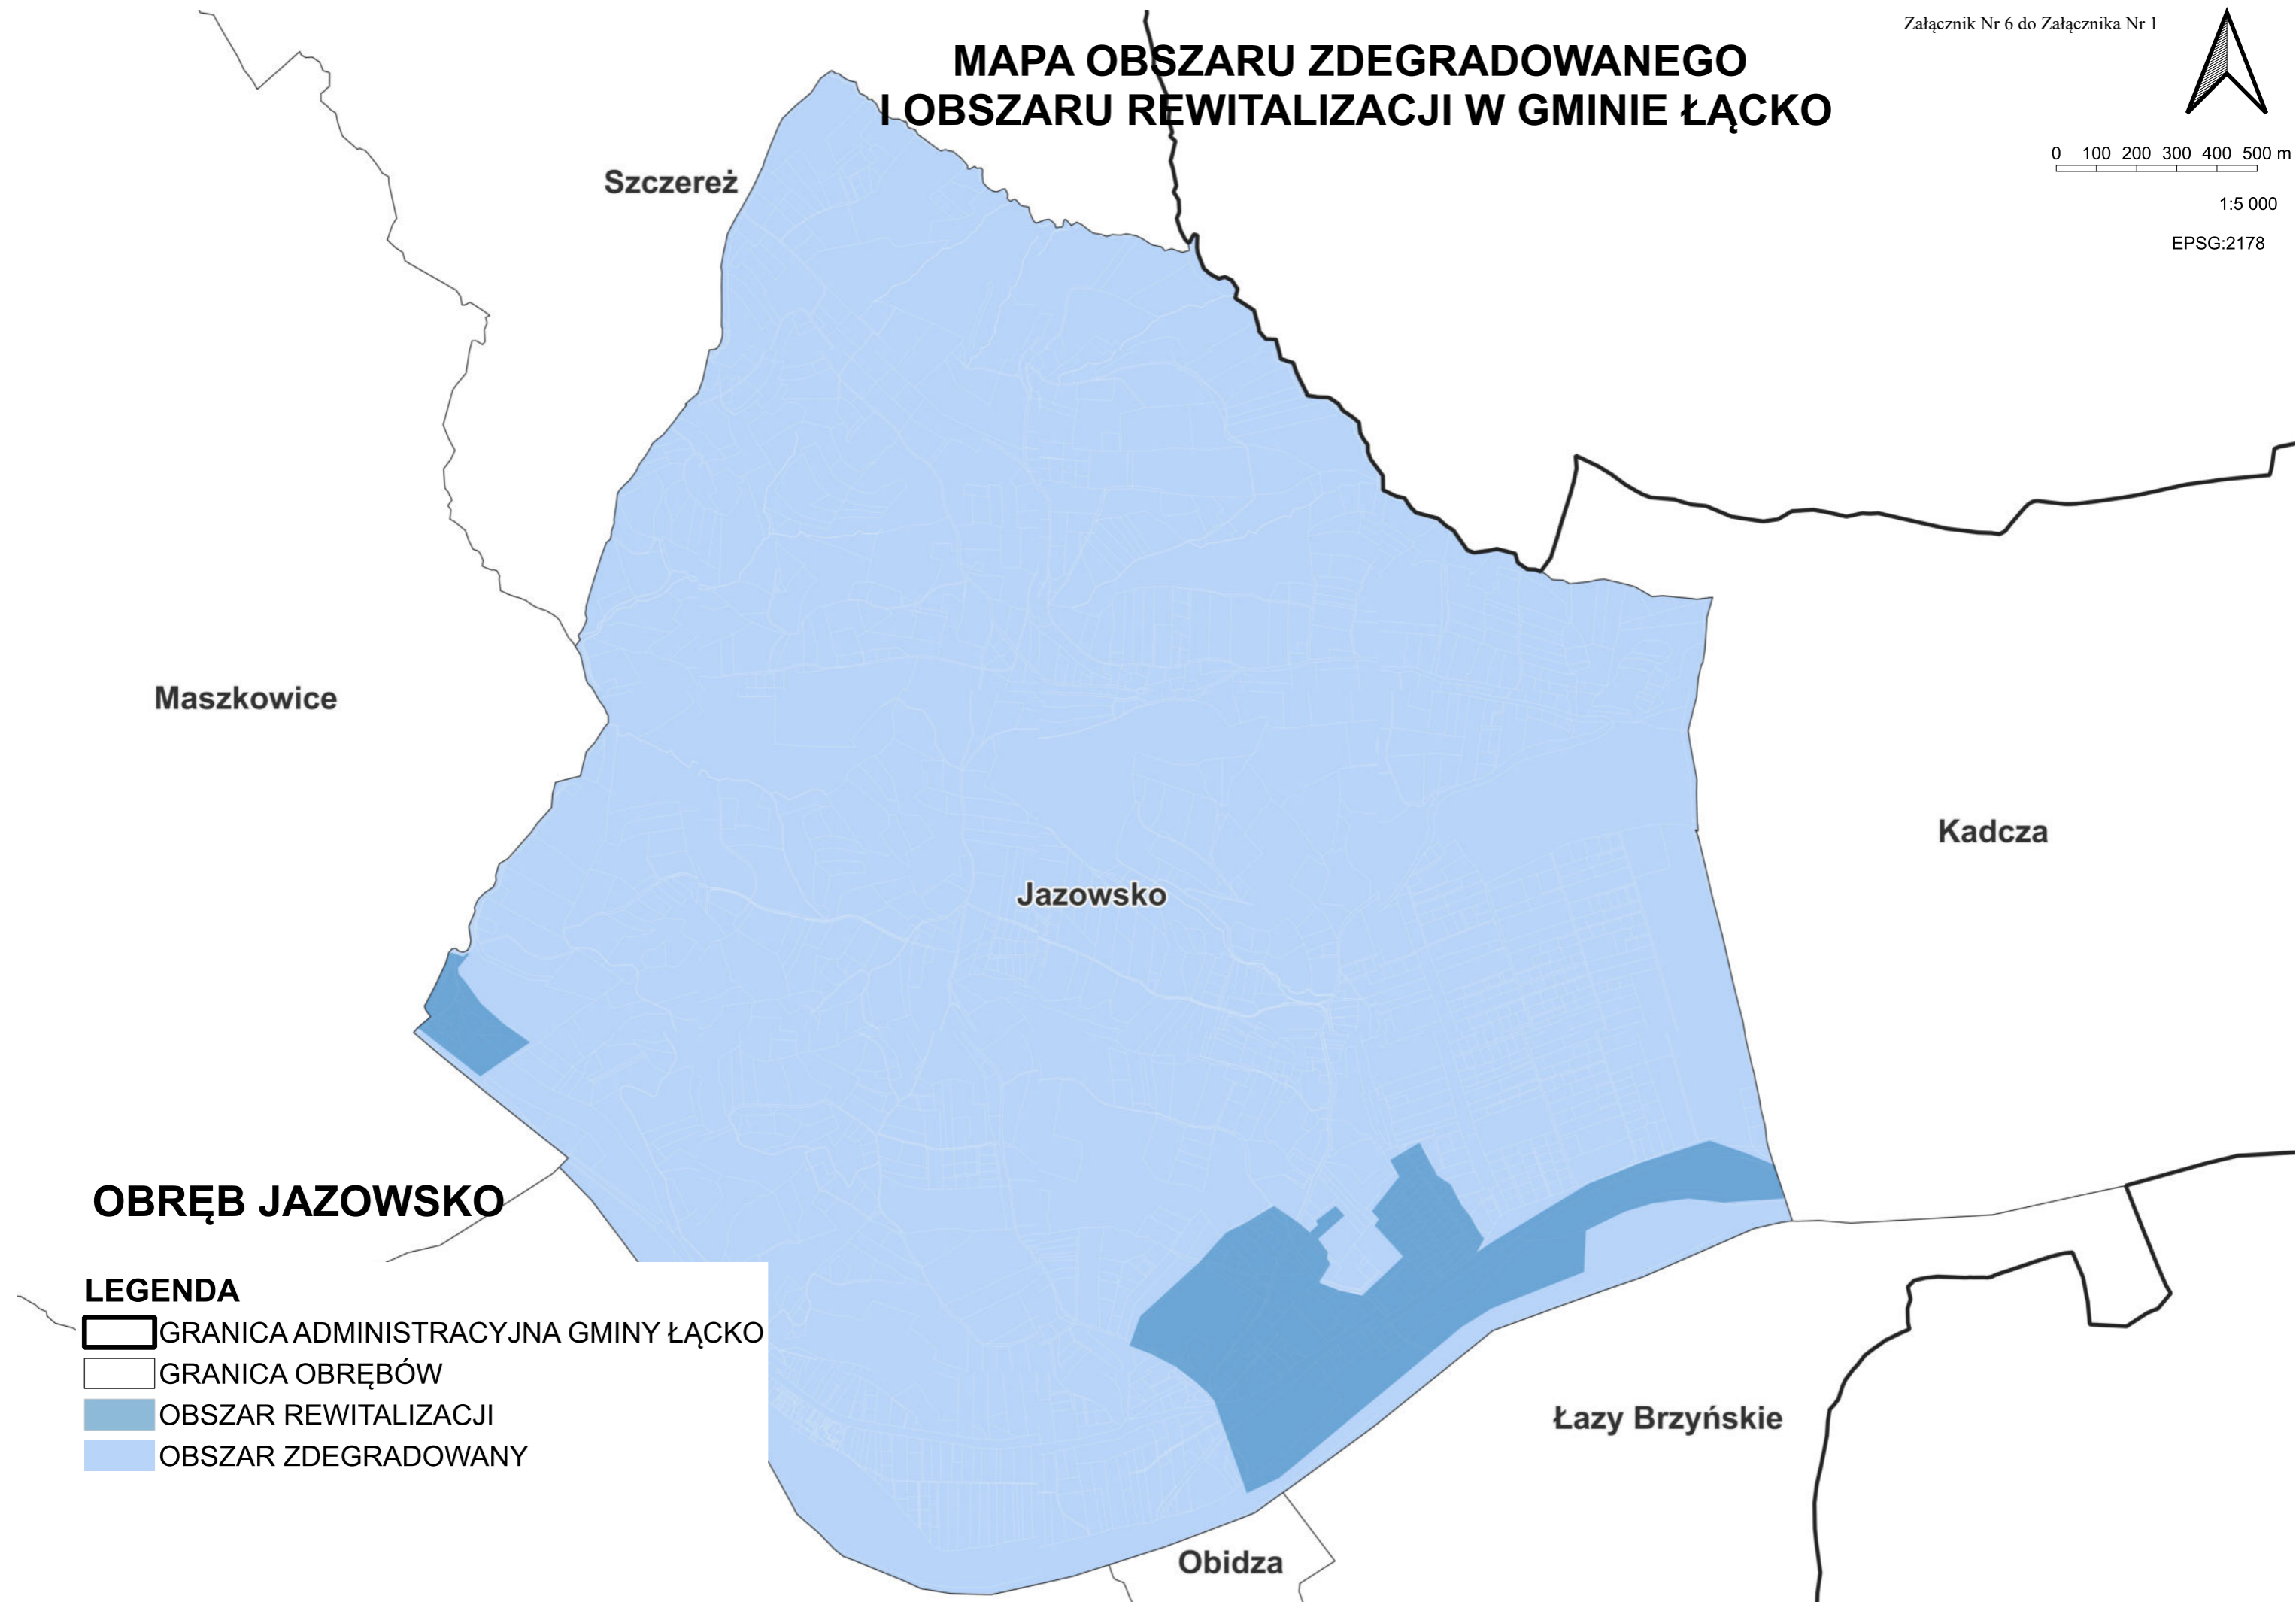 Załącznik Nr 6 do Załącznika Nr 1
MAPA OBSZARU ZDEGRADOWANEGO
I OBSZARU REWITALIZACJI W GMINIE ŁĄCKO
0 100 200 300 400 500 m
1:5 000
EPSG:2178
Szczereż
Maszkowice
Kadcza
Jazowsko
OBRĘB JAZOWSKO
LEGENDA
GRANICA ADMINISTRACYJNA GMINY ŁĄCKO
GRANICA OBRĘBÓW
OBSZAR REWITALIZACJI
OBSZAR ZDEGRADOWANY
Łazy Brzyńskie
Obidza